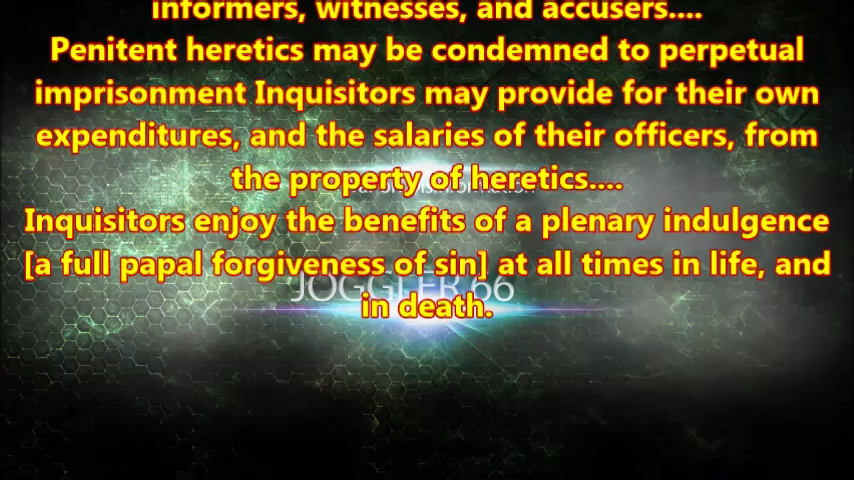 informers, witnesses, and accusers....
Penitent heretics may be condemned to perpetual
imprisonment Inquisitors may provide for their own
expenditures, and the salaries of their officers, from
the property of heretics....
Inquisitors enjoy the benefits of a plenary indulgence
[a full papal forgiveness of sin] at all times in life, and
JOGGLER 66
in death.